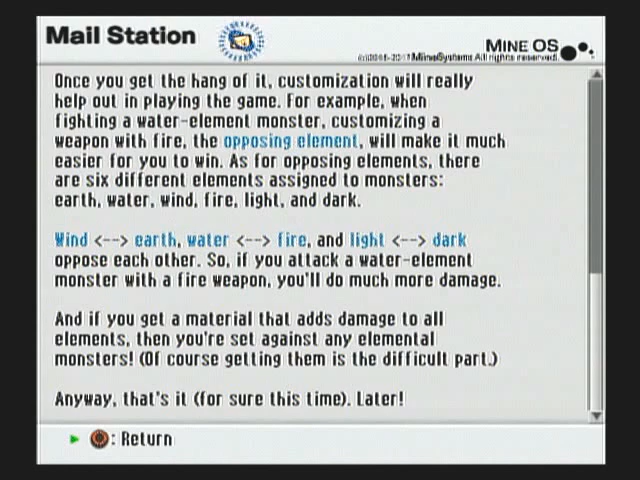 Mail Station
MINE OS
MineSystems All rights reserved.
Once you get the hang of it, customization will really
help out in playing the game. For example, when
fighting a water-element monster, customizing a
weapon with fire, the opposing element, will make it much
easier for you to win. As for opposing elements, there
are six different elements assigned to monsters:
earth, water, wind, fire, light, and dark.
Wind <--> earth, water <--> fire, and light <--> dark
oppose each other. So, if you attack a water-element
monster with a fire weapon, you'll do much more damage.
And if you get a material that adds damage to all
elements, then you're set against any elemental
monsters! (Of course getting them is the difficult part.)
Anyway, that's it (for sure this time). Later!
: Return